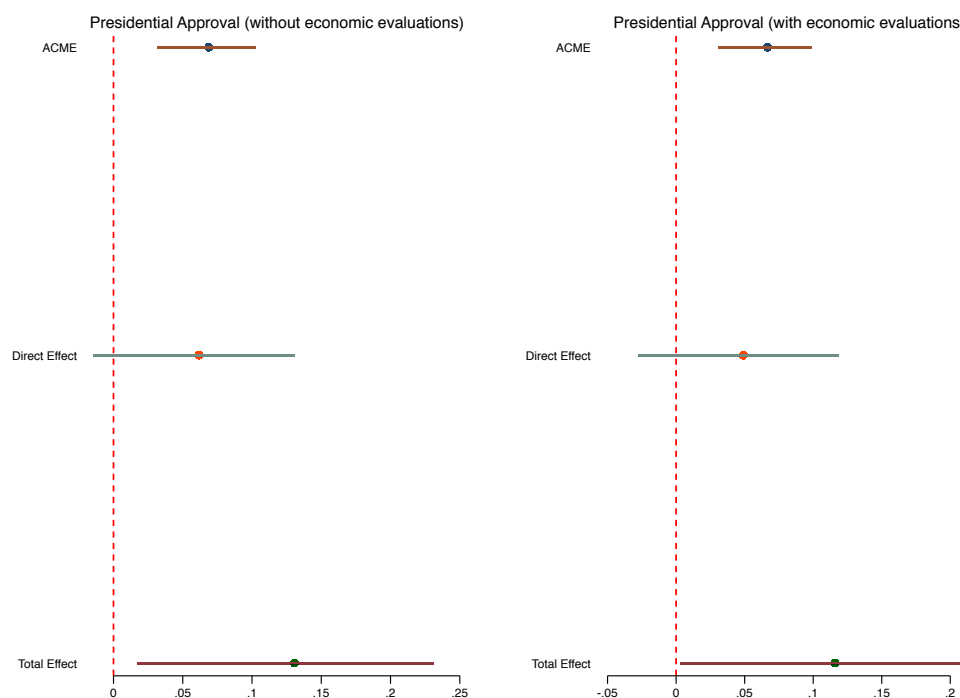 Presidential Approval (without economic evaluations)
ACME
Direct Effect
Total Effect
0 .05 .1 .15 .2 .25
Presidential Approval (with economic evaluations
ACME
Direct Effect
Total Effect
-.05 0 .05 .1 .15 .2